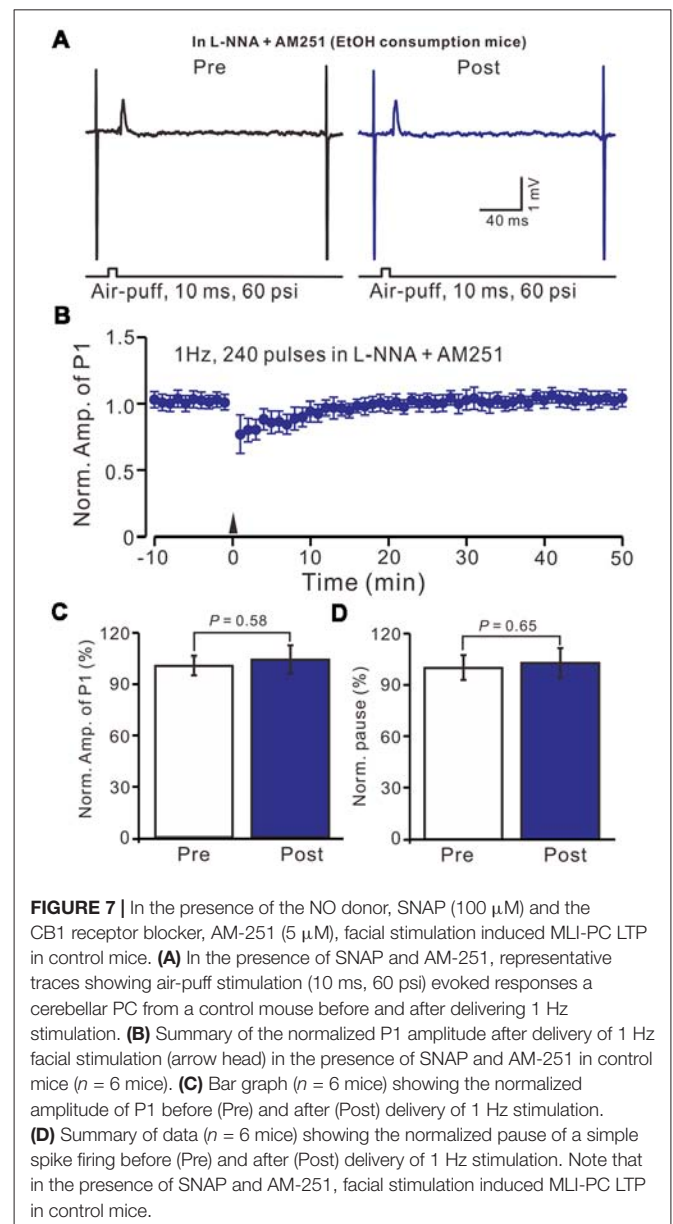 A
In L-NNA + AM251 (EtOH consumption mice)
Pre
Post
1 mV
40 ms
Air-puff, 10 ms, 60 psi
Air-puff, 10 ms, 60 psi
B
1Hz, 240 pulses in L-NNA + AM251
Norm. Amp. of P1
1.5
1.0
0.5
0
-10 0 10 20 30 40 50
Time (min)
C
P = 0.58
Norm. Amp. of P1 (%)
120
90
60
30
0
Pre Post
D
P = 0.65
Norm. pause (%)
120
90
60
30
0
Pre Post
FIGURE 7 | In the presence of the NO donor, SNAP (100 μM) and the
CB1 receptor blocker, AM-251 (5 μM), facial stimulation induced MLI-PC LTP
in control mice. (A) In the presence of SNAP and AM-251, representative
traces showing air-puff stimulation (10 ms, 60 psi) evoked responses a
cerebellar PC from a control mouse before and after delivering 1 Hz
stimulation. (B) Summary of the normalized P1 amplitude after delivery of 1 Hz
facial stimulation (arrow head) in the presence of SNAP and AM-251 in control
mice (n = 6 mice). (C) Bar graph (n = 6 mice) showing the normalized
amplitude of P1 before (Pre) and after (Post) delivery of 1 Hz stimulation.
(D) Summary of data (n = 6 mice) showing the normalized pause of a simple
spike firing before (Pre) and after (Post) delivery of 1 Hz stimulation. Note that
in the presence of SNAP and AM-251, facial stimulation induced MLI-PC LTP
in control mice.